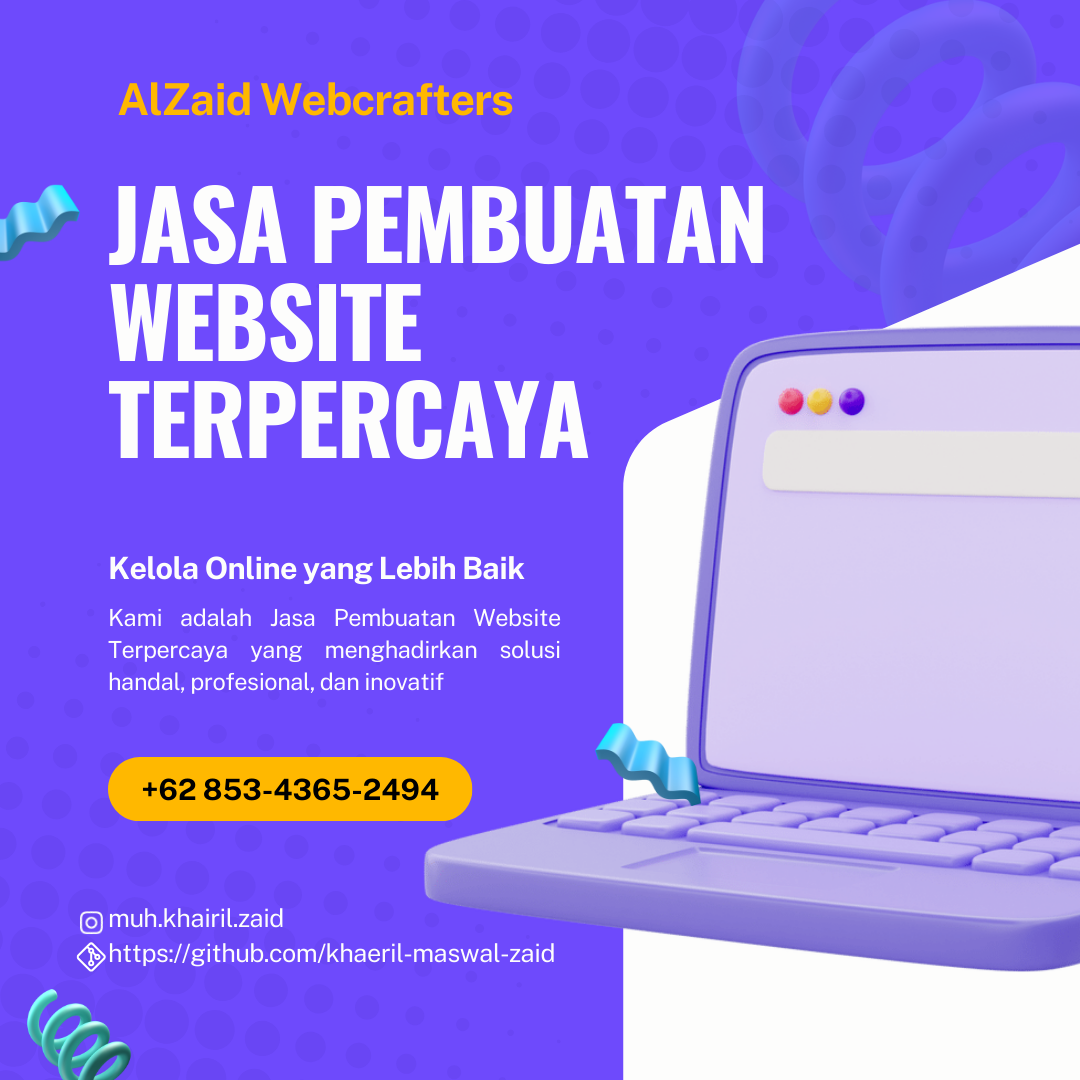 AlZaid Webcrafters
JASA PEMBUATAN
WEBSITE
TERPERCAYA
Kelola Online yang Lebih Baik
Kami adalah Jasa Pembuatan Website
Terpercaya yang menghadirkan solusi
handal, profesional, dan inovatif
+62 853-4365-2494
muh.khairil.zaid
https://github.com/khaeril-maswal-zaid